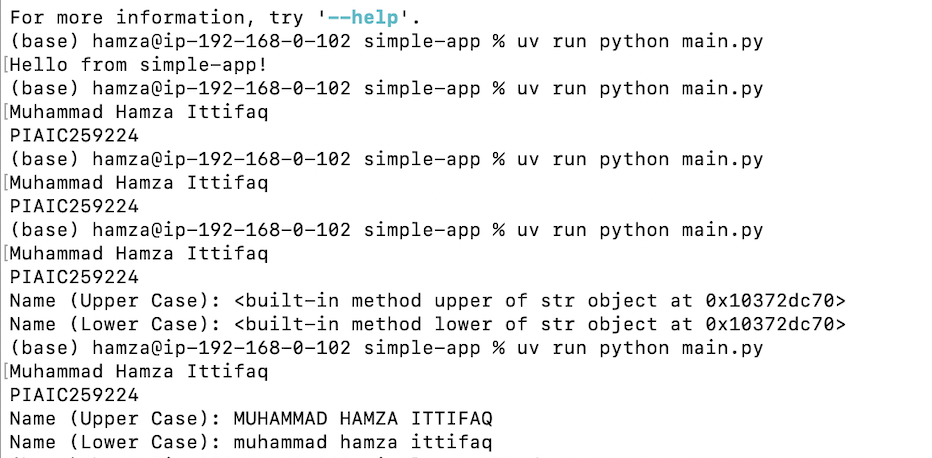 For more information, try '--help'.
(base) hamza@ip-192-168-0-102 simple-app % uv run python main.py
[Hello from simple-app!
(base) hamza@ip-192-168-0-102 simple-app % uv run python main.py
[Muhammad Hamza Ittifaq
PIAIC259224
(base) hamza@ip-192-168-0-102 simple-app % uv run python main.py
[Muhammad Hamza Ittifaq
PIAIC259224
(base) hamza@ip-192-168-0-102 simple-app % uv run python main.py
[Muhammad Hamza Ittifaq
PIAIC259224
Name (Upper Case): <built-in method upper of str object at 0x10372dc70>
Name (Lower Case): <built-in method lower of str object at 0x10372dc70>
(base) hamza@ip-192-168-0-102 simple-app % uv run python main.py
[Muhammad Hamza Ittifaq
PIAIC259224
Name (Upper Case): MUHAMMAD HAMZA ITTIFAQ
Name (Lower Case): muhammad hamza ittifaq